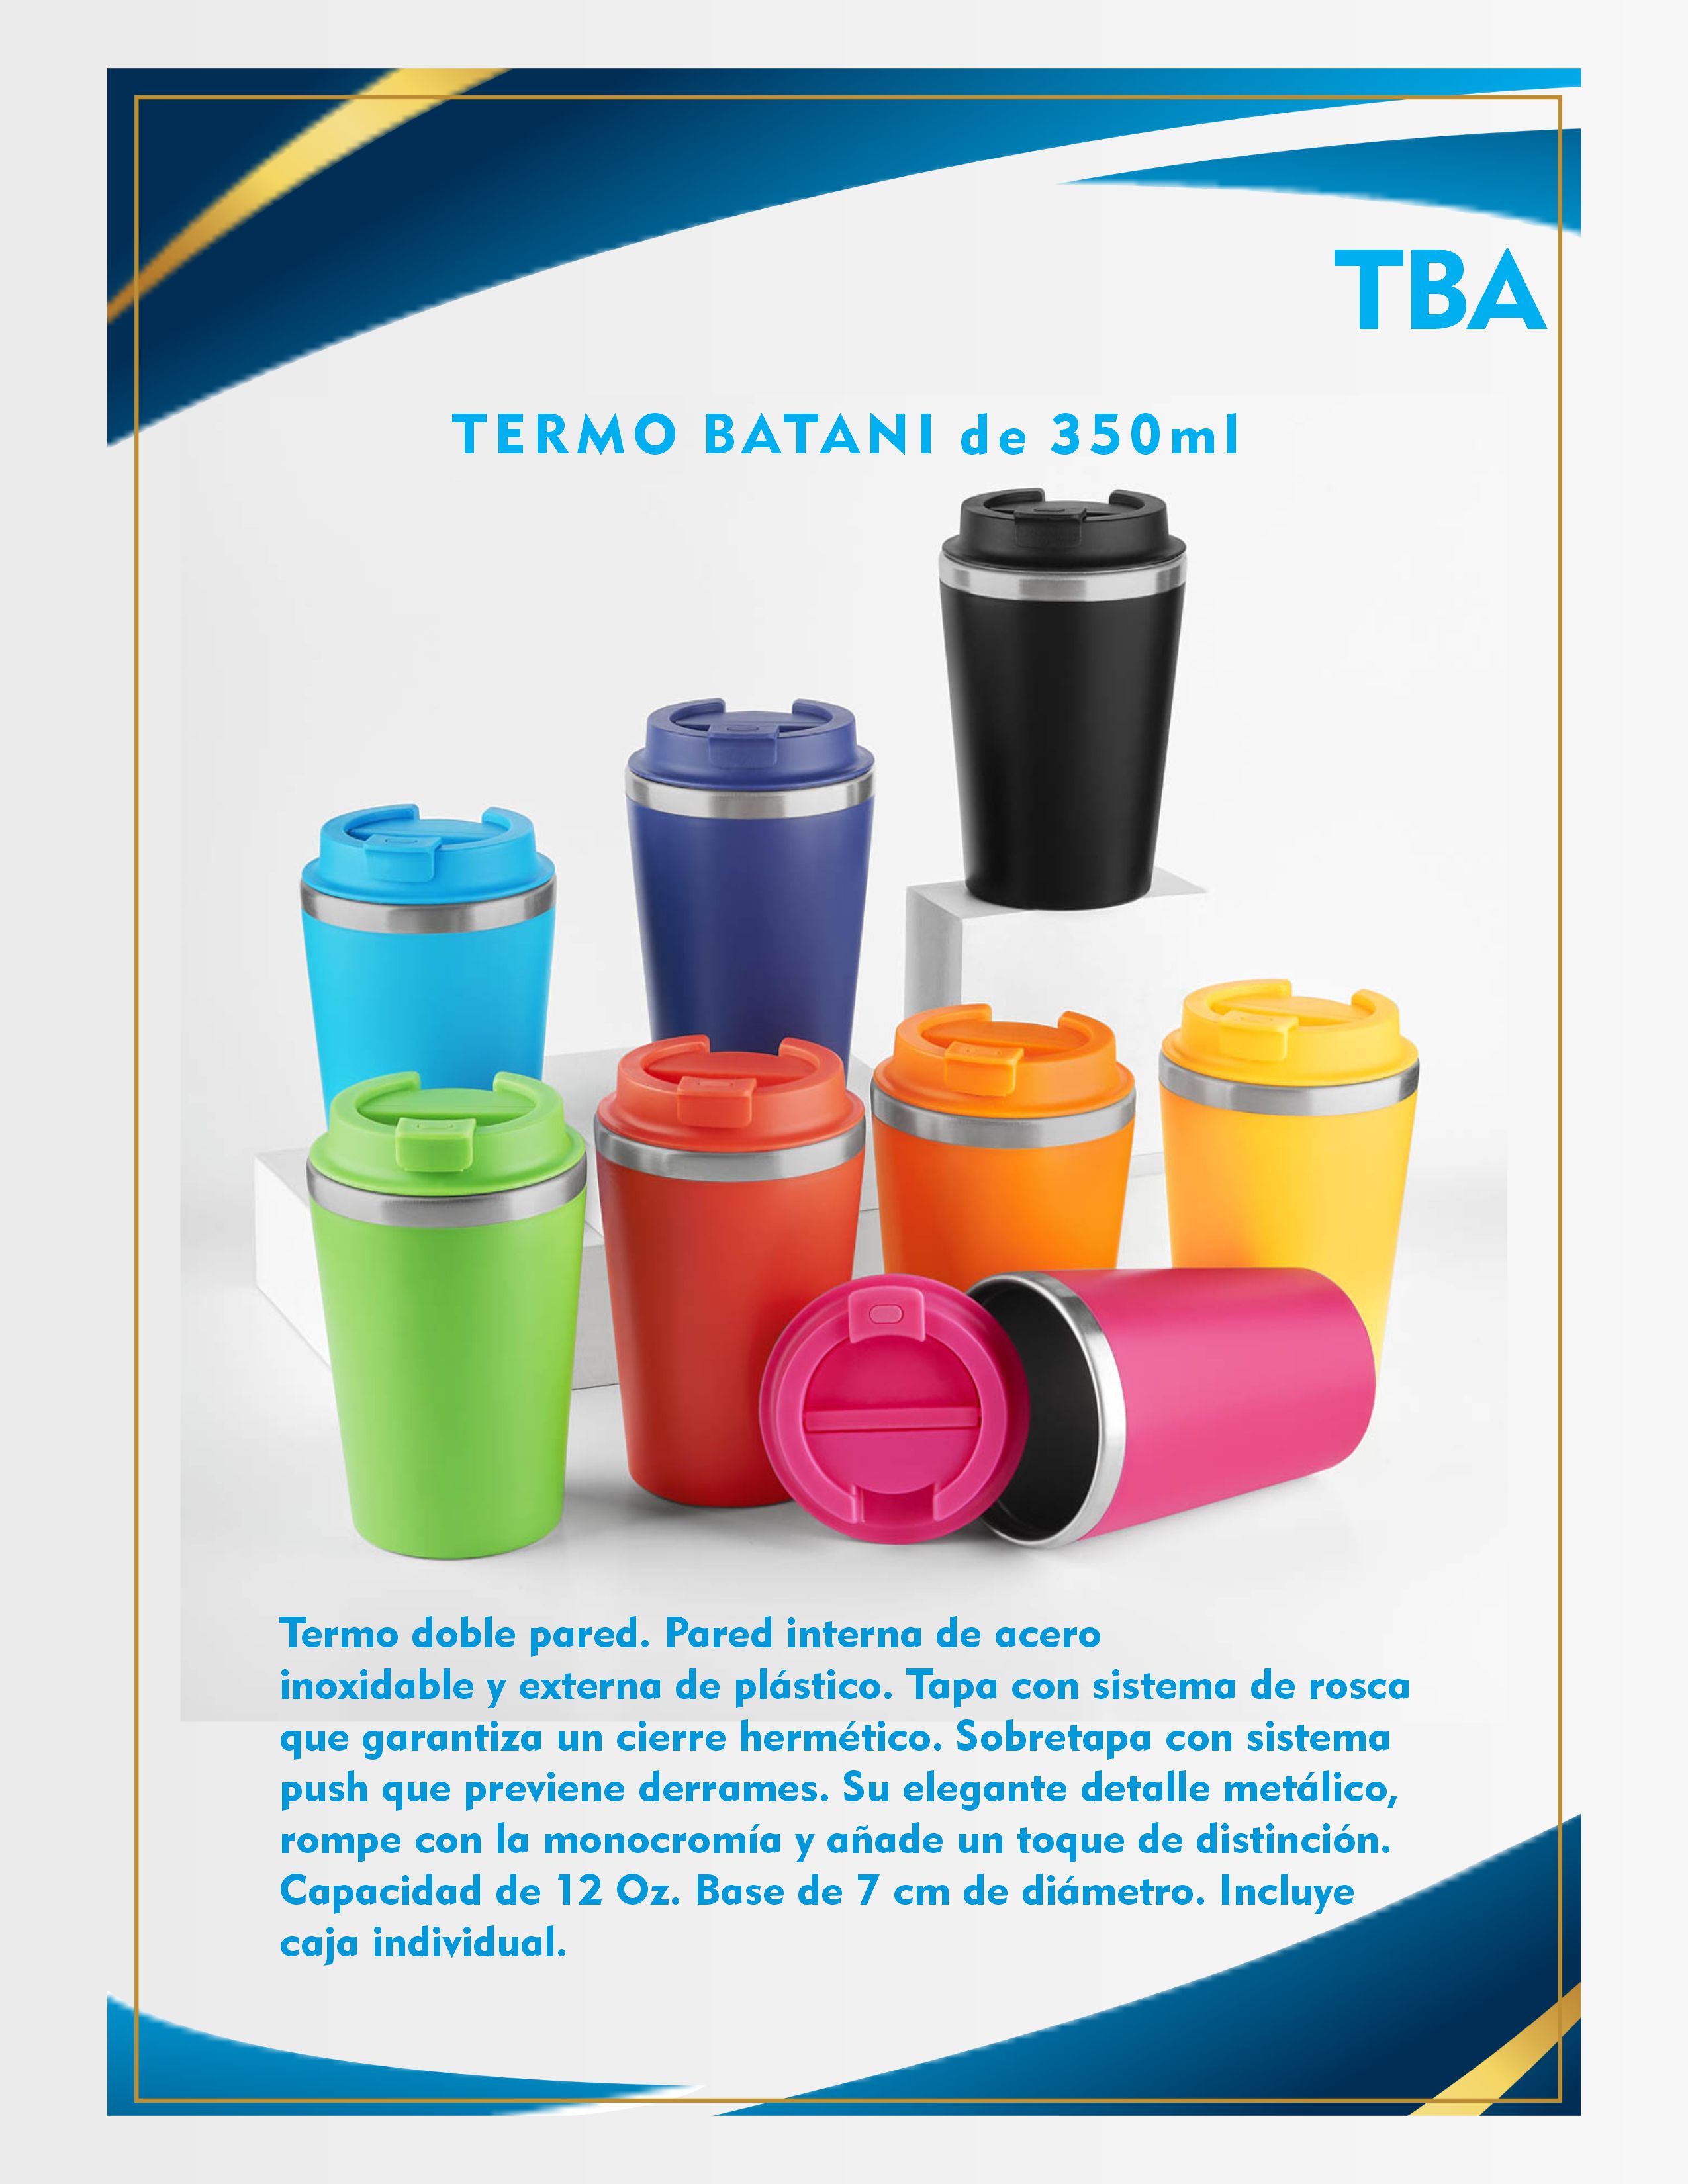 TBA
TERMO BATANI de 350ml
Termo doble pared. Pared interna de acero
inoxidable y externa de plástico. Tapa con sistema de rosca
que garantiza un cierre hermético. Sobretapa con sistema
push que previene derrames. Su elegante detalle metálico,
rompe con la monocromía y añade un toque de distinción.
Capacidad de 12 Oz. Base de 7 cm de diámetro. Incluye
caja individual.